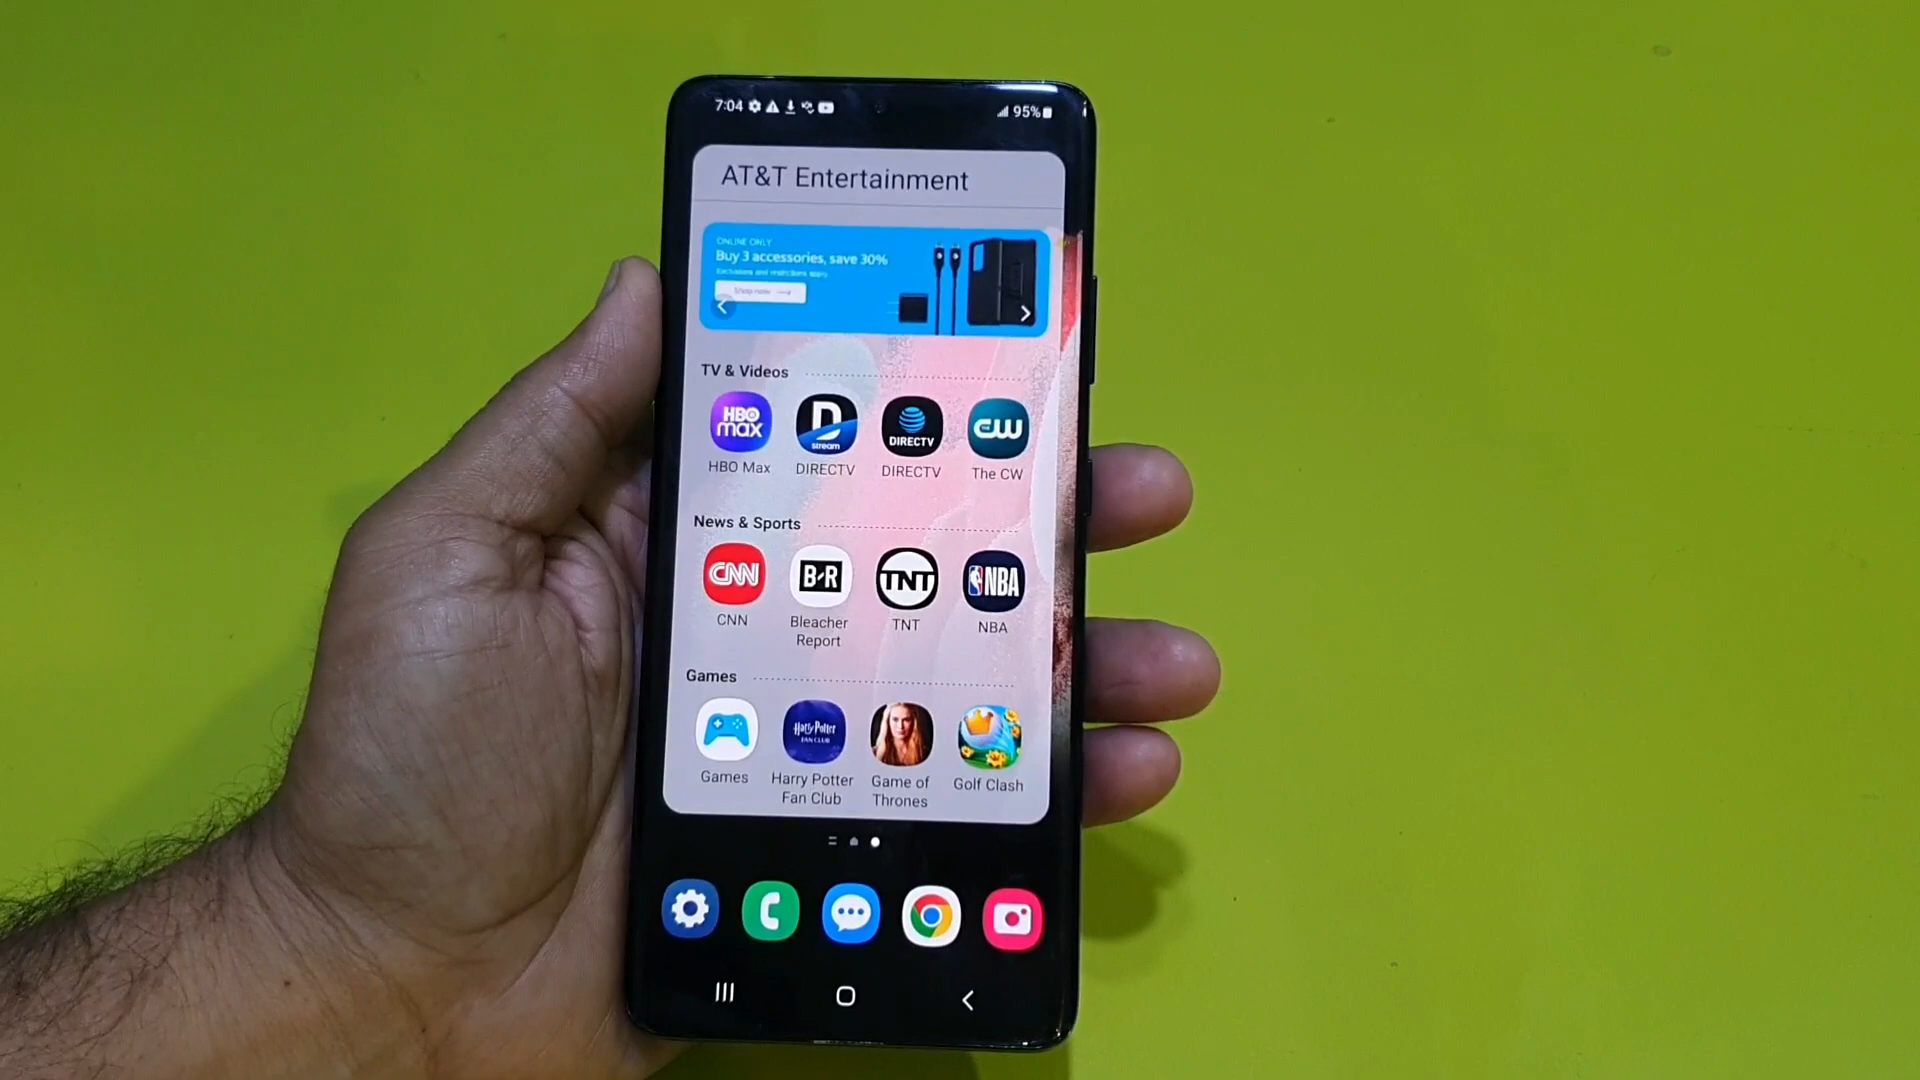 7:04
95%
AT&T Entertainment
ONLINE ONLY
Buy 3 accessories, save 30%
Exclusions and restrictions apply.
Shop now
TV & Videos
HBO
max
D
stream
DIRECTV
CW
HBO Max
DIRECTV
DIRECTV
The CW
News & Sports
CNN
B-R
TNT
NBA
CNN
Bleacher
Report
TNT
NBA
Games
Harry Potter
FAN CLUB
Games
Harry Potter
Fan Club
Game of
Thrones
Golf Clash